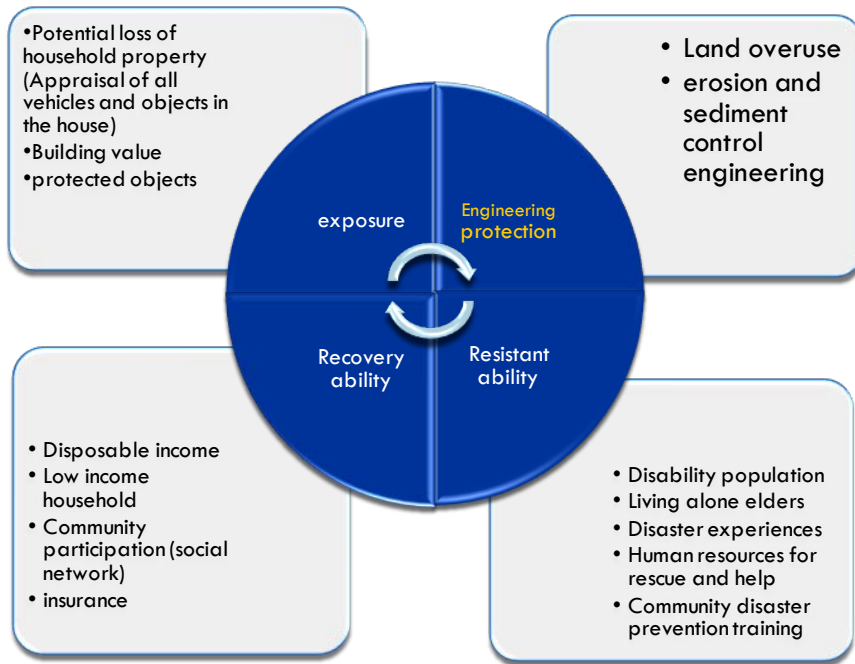 •Potential loss of
household property
(Appraisal of all
vehicles and objects in
the house)
•Building value
•protected objects
• Land overuse
• erosion and
sediment
control
engineering
exposure
Engineering
protection
Recovery
ability
Resistant
ability
• Disposable income
• Low income
household
• Community
participation (social
network)
• insurance
• Disability population
• Living alone elders
• Disaster experiences
• Human resources for
rescue and help
• Community disaster
prevention training